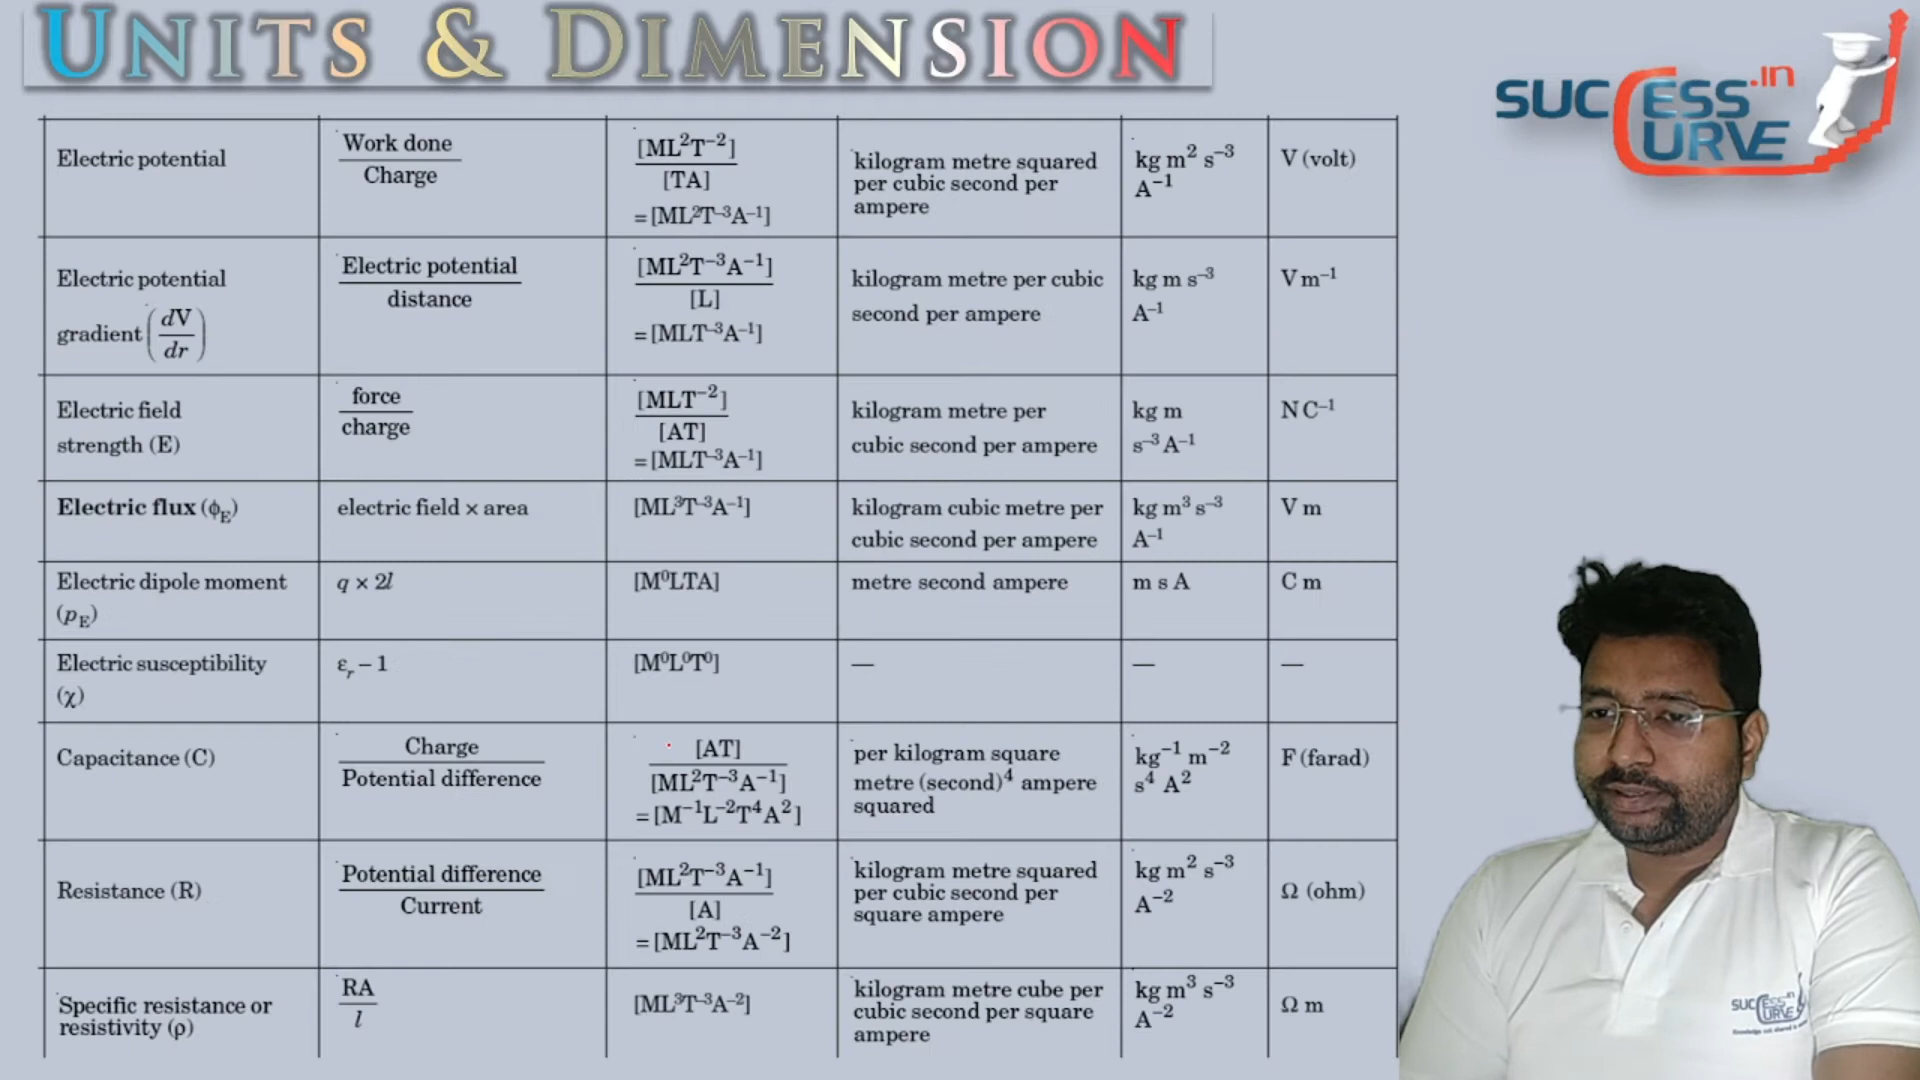 UNITS & DIMENSION
SUCCESS.in
CURVE
Electric potential
Work done
Charge
[ML²T⁻²]
[TA]
=[ML²T⁻³A⁻¹]
kilogram metre squared
per cubic second per
ampere
kg m² s⁻³
A⁻¹
V (volt)
Electric potential
gradient (dV/dr)
Electric potential
distance
[ML²T⁻³A⁻¹]
[L]
=[MLT⁻³A⁻¹]
kilogram metre per cubic
second per ampere
kg m s⁻³
A⁻¹
V m⁻¹
Electric field
strength (E)
force
charge
[MLT⁻²]
[AT]
=[MLT⁻³A⁻¹]
kilogram metre per
cubic second per ampere
kg m
s⁻³ A⁻¹
N C⁻¹
Electric flux (ϕE)
electric field × area
[ML³T⁻³A⁻¹]
kilogram cubic metre per
cubic second per ampere
kg m³ s⁻³
A⁻¹
V m
Electric dipole moment
(pE)
q × 2l
[M⁰LTA]
metre second ampere
m s A
C m
Electric susceptibility
(χ)
εr – 1
[M⁰L⁰T⁰]
—
—
—
Capacitance (C)
Charge
Potential difference
[AT]
[ML²T⁻³A⁻¹]
=[M⁻¹L⁻²T⁴A²]
per kilogram square
metre (second)⁴ ampere
squared
kg⁻¹ m⁻²
s⁴ A²
F (farad)
Resistance (R)
Potential difference
Current
[ML²T⁻³A⁻¹]
[A]
=[ML²T⁻³A⁻²]
kilogram metre squared
per cubic second per
square ampere
kg m² s⁻³
A⁻²
Ω (ohm)
Specific resistance or
resistivity (ρ)
RA
l
[ML³T⁻³A⁻²]
kilogram metre cube per
cubic second per square
ampere
kg m³ s⁻³
A⁻²
Ω m
SUCCESS.in
CURVE